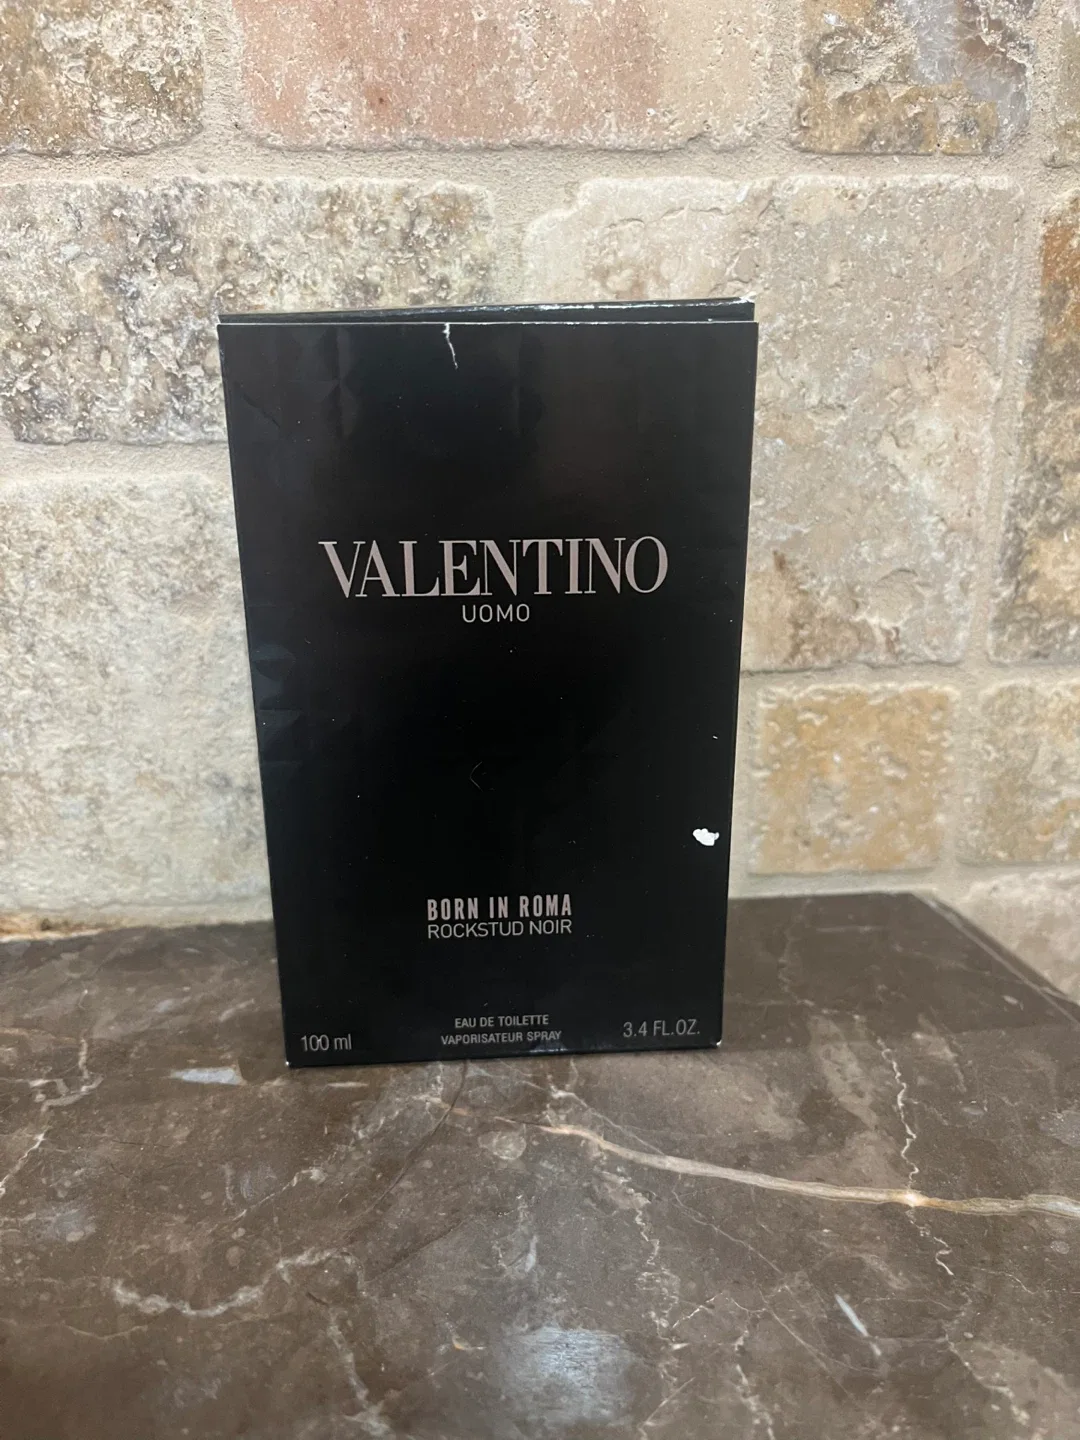 VALENTINO
UOMO
BORN IN ROMA
ROCKSTUD NOIR
100 ml
EAU DE TOILETTE
VAPORISATEUR SPRAY
3.4 FL.OZ.